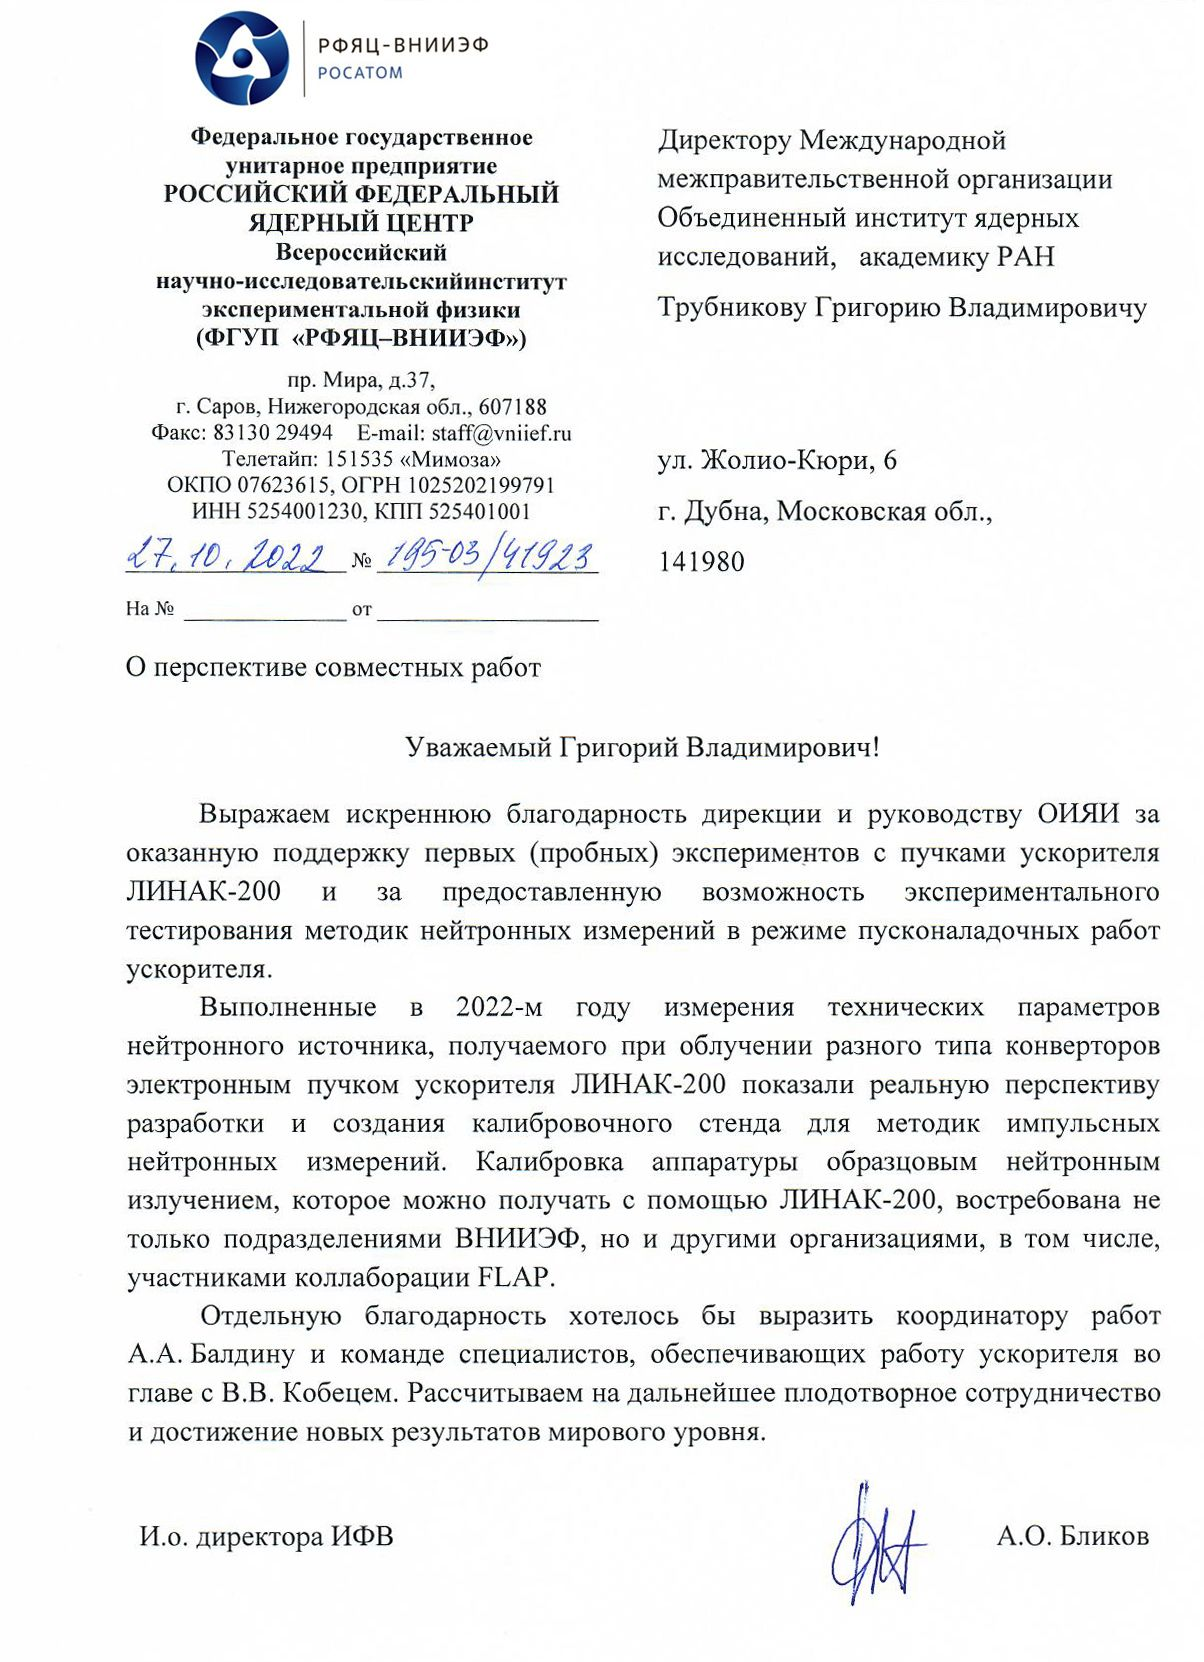 РФЯЦ-ВНИИЭФ
РОСАТОМ
Федеральное государственное
унитарное предприятие
РОССИЙСКИЙ ФЕДЕРАЛЬНЫЙ
ЯДЕРНЫЙ ЦЕНТР
Всероссийский
научно-исследовательскийинститут
экспериментальной физики
(ФГУП «РФЯЦ–ВНИИЭФ»)
пр. Мира, д.37,
г. Саров, Нижегородская обл., 607188
Факс: 83130 29494 E-mail: staff@vniief.ru
Телетайп: 151535 «Мимоза»
ОКПО 07623615, ОГРН 1025202199791
ИНН 5254001230, КПП 525401001
27.10.2022 № 195-03/41923
На № от
Директору Международной
межправительственной организации
Объединенный институт ядерных
исследований, академику РАН
Трубникову Григорию Владимировичу
ул. Жолио-Кюри, 6
г. Дубна, Московская обл.,
141980
О перспективе совместных работ
Уважаемый Григорий Владимирович!
Выражаем искреннюю благодарность дирекции и руководству ОИЯИ за
оказанную поддержку первых (пробных) экспериментов с пучками ускорителя
ЛИНАК-200 и за предоставленную возможность экспериментального
тестирования методик нейтронных измерений в режиме пусконаладочных работ
ускорителя.
Выполненные в 2022-м году измерения технических параметров
нейтронного источника, получаемого при облучении разного типа конверторов
электронным пучком ускорителя ЛИНАК-200 показали реальную перспективу
разработки и создания калибровочного стенда для методик импульсных
нейтронных измерений. Калибровка аппаратуры образцовым нейтронным
излучением, которое можно получать с помощью ЛИНАК-200, востребована не
только подразделениями ВНИИЭФ, но и другими организациями, в том числе,
участниками коллаборации FLAP.
Отдельную благодарность хотелось бы выразить координатору работ
А.А. Балдину и команде специалистов, обеспечивающих работу ускорителя во
главе с В.В. Кобецем. Рассчитываем на дальнейшее плодотворное сотрудничество
и достижение новых результатов мирового уровня.
И.о. директора ИФВ А.О. Бликов